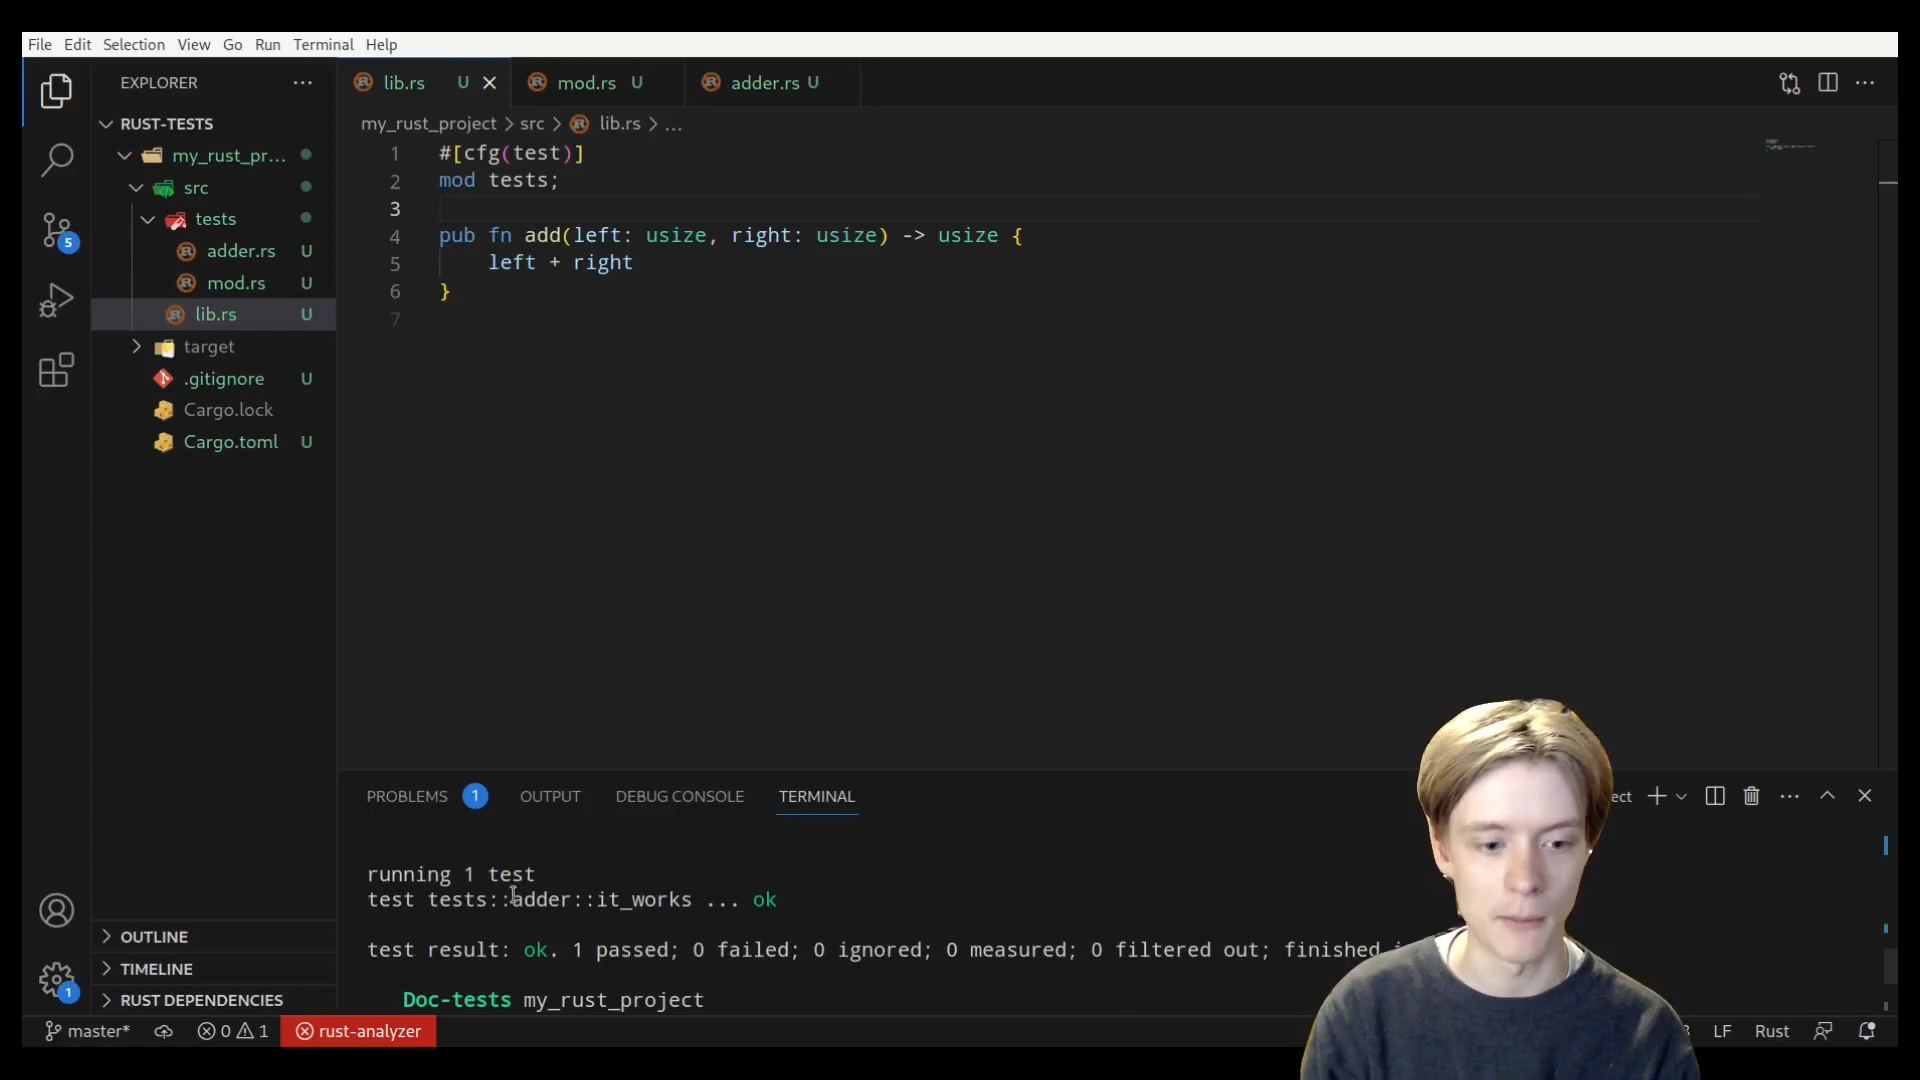 File Edit Selection View Go Run Terminal Help
EXPLORER
RUST-TESTS
my_rust_pr...
src
tests
adder.rs U
mod.rs U
lib.rs U
target
.gitignore U
Cargo.lock
Cargo.toml U
OUTLINE
TIMELINE
RUST DEPENDENCIES
5
1
lib.rs U
mod.rs U
adder.rs U
my_rust_project > src > lib.rs > ...
1 #[cfg(test)]
2 mod tests;
3
4 pub fn add(left: usize, right: usize) -> usize {
5 left + right
6 }
7
PROBLEMS 1 OUTPUT DEBUG CONSOLE TERMINAL
running 1 test
test tests::adder::it_works ... ok
test result: ok. 1 passed; 0 failed; 0 ignored; 0 measured; 0 filtered out; finished
Doc-tests my_rust_project
master* 0 1 rust-analyzer LF Rust